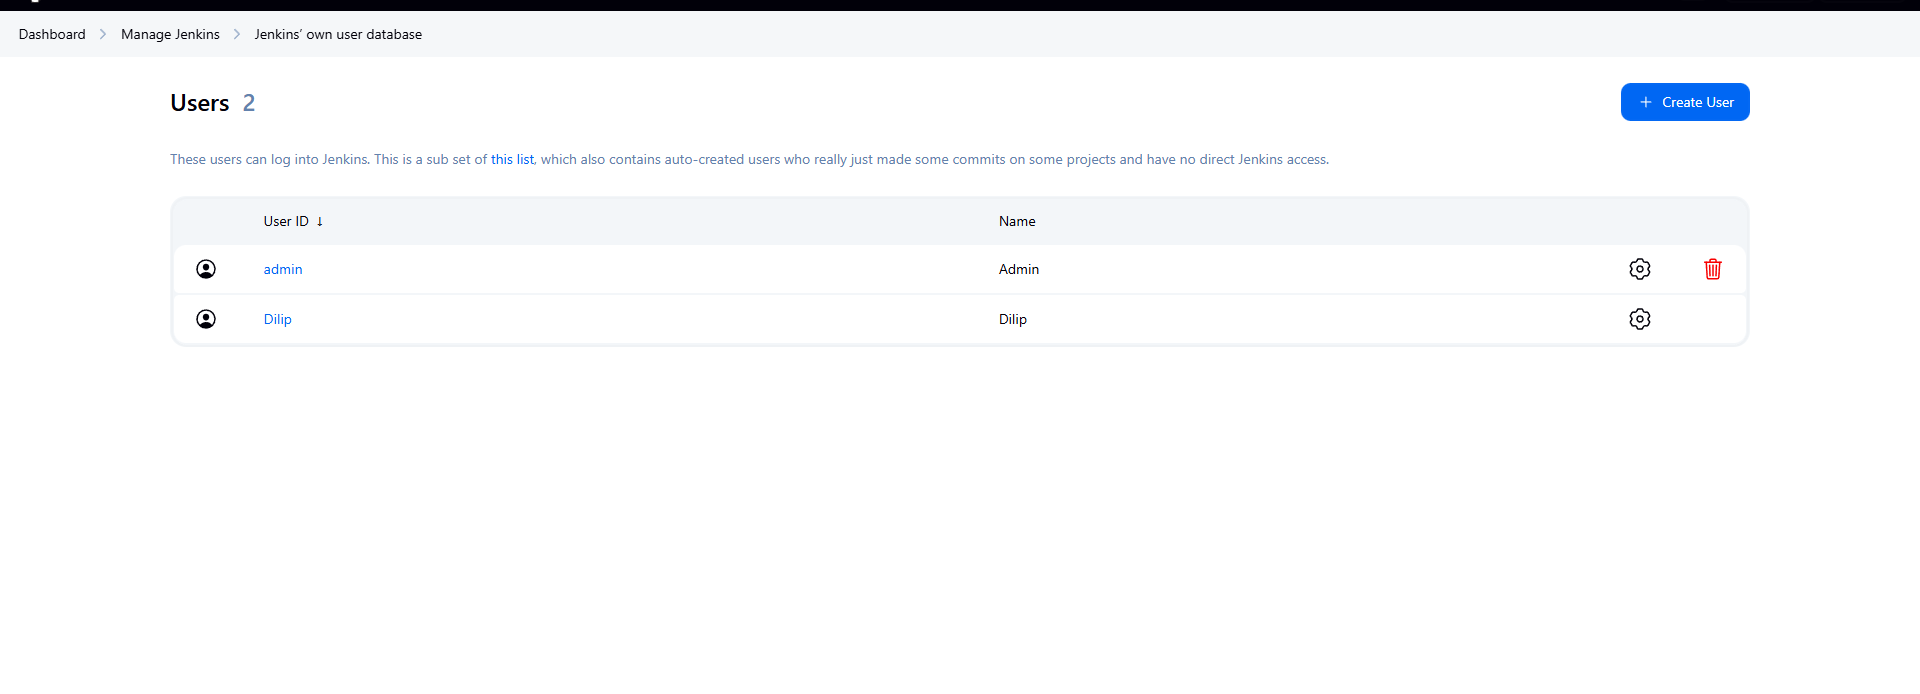 Dashboard > Manage Jenkins > Jenkins’ own user database
Users 2
+ Create User
These users can log into Jenkins. This is a sub set of this list, which also contains auto-created users who really just made some commits on some projects and have no direct Jenkins access.
User ID ↓ Name
admin Admin
Dilip Dilip